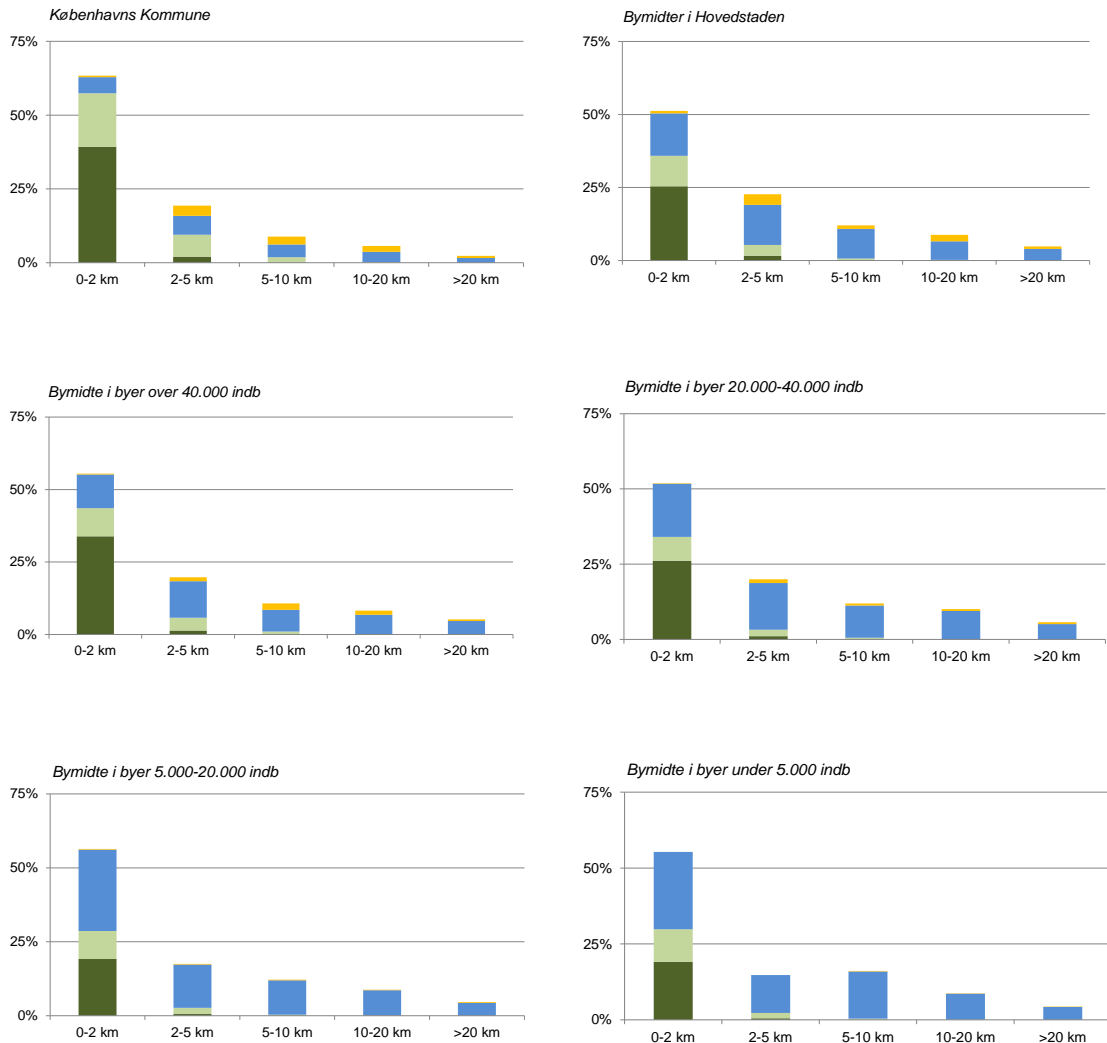 Københavns Kommune
75%
50%
25%
0%
0-2 km 2-5 km 5-10 km 10-20 km >20 km
Bymidter i Hovedstaden
75%
50%
25%
0%
0-2 km 2-5 km 5-10 km 10-20 km >20 km
Bymidte i byer over 40.000 indb
75%
50%
25%
0%
0-2 km 2-5 km 5-10 km 10-20 km >20 km
Bymidte i byer 20.000-40.000 indb
75%
50%
25%
0%
0-2 km 2-5 km 5-10 km 10-20 km >20 km
Bymidte i byer 5.000-20.000 indb
75%
50%
25%
0%
0-2 km 2-5 km 5-10 km 10-20 km >20 km
Bymidte i byer under 5.000 indb
75%
50%
25%
0%
0-2 km 2-5 km 5-10 km 10-20 km >20 km